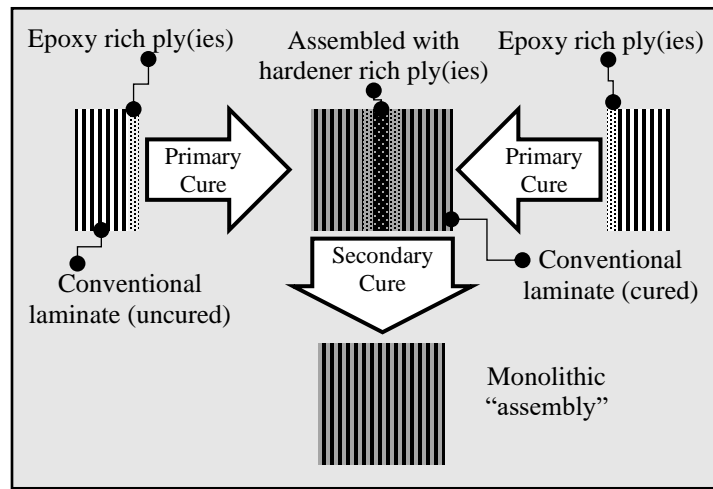 Epoxy rich ply(ies)
Assembled with
hardener rich ply(ies)
Epoxy rich ply(ies)
Primary
Cure
Primary
Cure
Conventional
laminate (uncured)
Secondary
Cure
Conventional
laminate (cured)
Monolithic
“assembly”